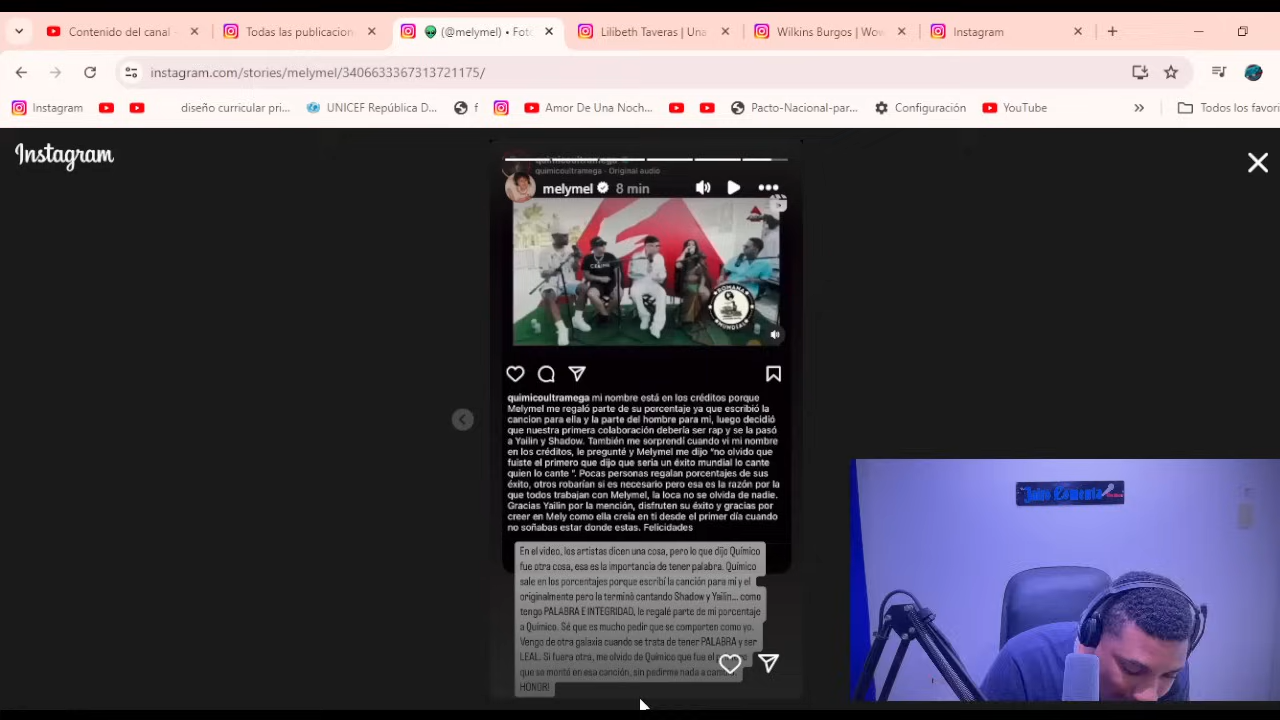 Contenido del canal -
Todas las publicacion
(@melymel) • Foto
Lilibeth Taveras | Una
Wilkins Burgos | Wow
Instagram
instagram.com/stories/melymel/3406633367313721175/
Instagram
diseño curricular pri...
UNICEF República D...
f
Amor De Una Noch...
Pacto-Nacional-par...
Configuración
YouTube
Todos los favori
Instagram
quimicoultramega
quimicoultramega · Original audio
melymel 8 min
ROMANA
MUNDIAL
quimicoultramega mi nombre está en los créditos porque
Melymel me regaló parte de su porcentaje ya que escribió la
cancion para ella y la parte del hombre para mi, luego decidió
que nuestra primera colaboración debería ser rap y se la pasó
a Yailin y Shadow. También me sorprendí cuando vi mi nombre
en los créditos, le pregunté y Melymel me dijo "no olvido que
fuiste el primero que dijo que sería un éxito mundial lo cante
quien lo cante ". Pocas personas regalan porcentajes de sus
éxito, otros robarían si es necesario pero esa es la razón por la
que todos trabajan con Melymel, la loca no se olvida de nadie.
Gracias Yailin por la mención, disfruten su éxito y gracias por
creer en Mely como ella creía en ti desde el primer día cuando
no soñabas estar donde estas. Felicidades
En el video, los artistas dicen una cosa, pero lo que dijo Químico
fue otra cosa, esa es la importancia de tener palabra. Químico
sale en los porcentajes porque escribí la canción para mi y el
originalmente pero la terminó cantando Shadow y Yailin... como
tengo PALABRA E INTEGRIDAD, le regalé parte de mi porcentaje
a Químico. Sé que es mucho pedir que se comporten como yo.
Vengo de otra galaxia cuando se trata de tener PALABRA y ser
LEAL. Si fuera otra, me olvido de Químico que fue el
que se montó en esa canción, sin pedirme nada a
HONOR!